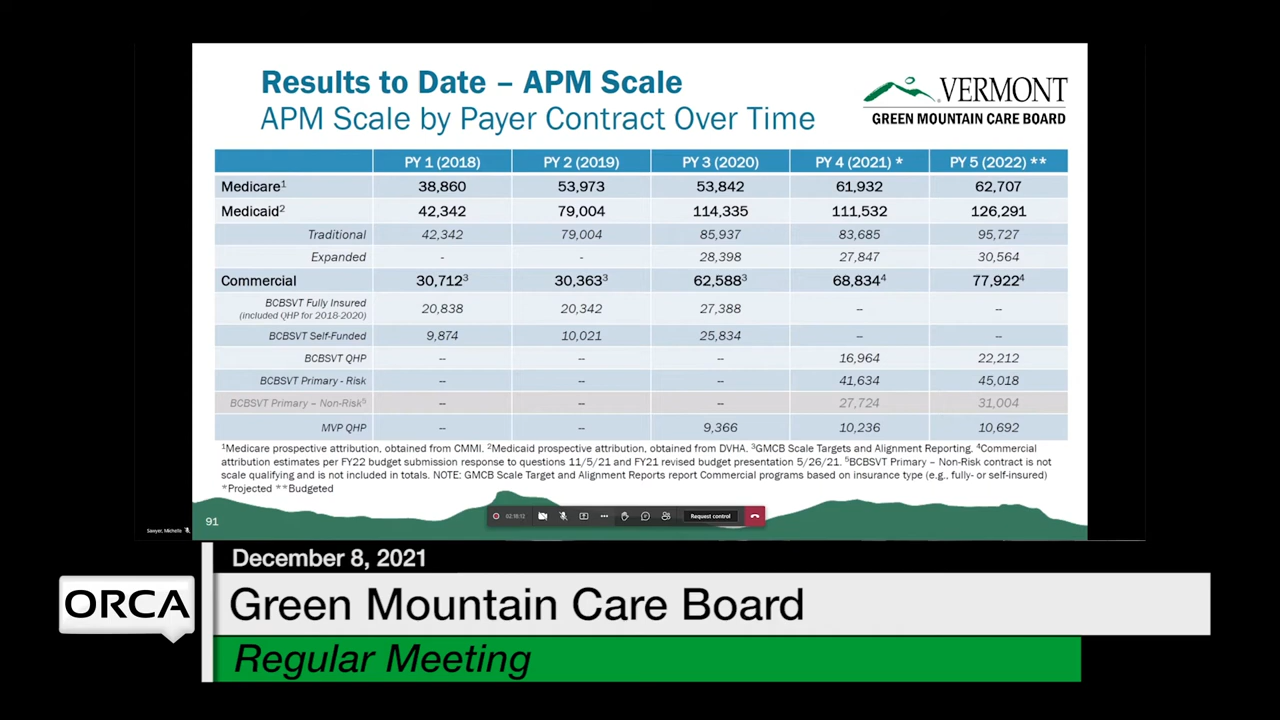 Results to Date – APM Scale
APM Scale by Payer Contract Over Time
VERMONT
GREEN MOUNTAIN CARE BOARD
PY 1 (2018) PY 2 (2019) PY 3 (2020) PY 4 (2021) * PY 5 (2022) **
Medicare¹ 38,860 53,973 53,842 61,932 62,707
Medicaid² 42,342 79,004 114,335 111,532 126,291
Traditional 42,342 79,004 85,937 83,685 95,727
Expanded - - 28,398 27,847 30,564
Commercial 30,712³ 30,363³ 62,588³ 68,834⁴ 77,922⁴
BCBSVT Fully Insured
(included QHP for 2018-2020) 20,838 20,342 27,388 -- --
BCBSVT Self-Funded 9,874 10,021 25,834 -- --
BCBSVT QHP -- -- -- 16,964 22,212
BCBSVT Primary - Risk -- -- -- 41,634 45,018
BCBSVT Primary – Non-Risk⁵ -- -- -- 27,724 31,004
MVP QHP -- -- 9,366 10,236 10,692
¹Medicare prospective attribution, obtained from CMMI. ²Medicaid prospective attribution, obtained from DVHA. ³GMCB Scale Targets and Alignment Reporting. ⁴Commercial
attribution estimates per FY22 budget submission response to questions 11/5/21 and FY21 revised budget presentation 5/26/21. ⁵BCBSVT Primary – Non-Risk contract is not
scale qualifying and is not included in totals. NOTE: GMCB Scale Target and Alignment Reports report Commercial programs based on insurance type (e.g., fully- or self-insured)
*Projected **Budgeted
91
02:18:12
Request control
Sawyer, Michelle
December 8, 2021
ORCA
Green Mountain Care Board
Regular Meeting